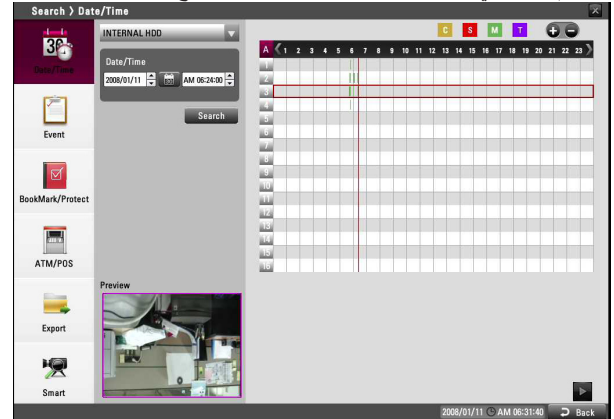 Search > Date/Time
INTERNAL HDD
Date/Time
2008/01/11 AM 06:24:00
Search
C S M T
A 1 2 3 4 5 6 7 8 9 10 11 12 13 14 15 16 17 18 19 20 21 22 23
1
2
3
4
5
6
7
8
9
10
11
12
13
14
15
16
Date/Time
Event
BookMark/Protect
ATM/POS
Export
Smart
Preview
2008/01/11 AM 06:31:40 Back